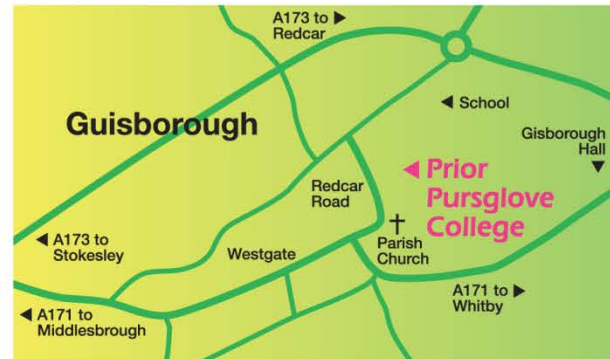 A173 to
Redcar
School
Guisborough
Gisborough
Hall
Prior
Pursglove
College
Redcar
Road
Parish
Church
A173 to
Stokesley
Westgate
A171 to
Whitby
A171 to
Middlesbrough